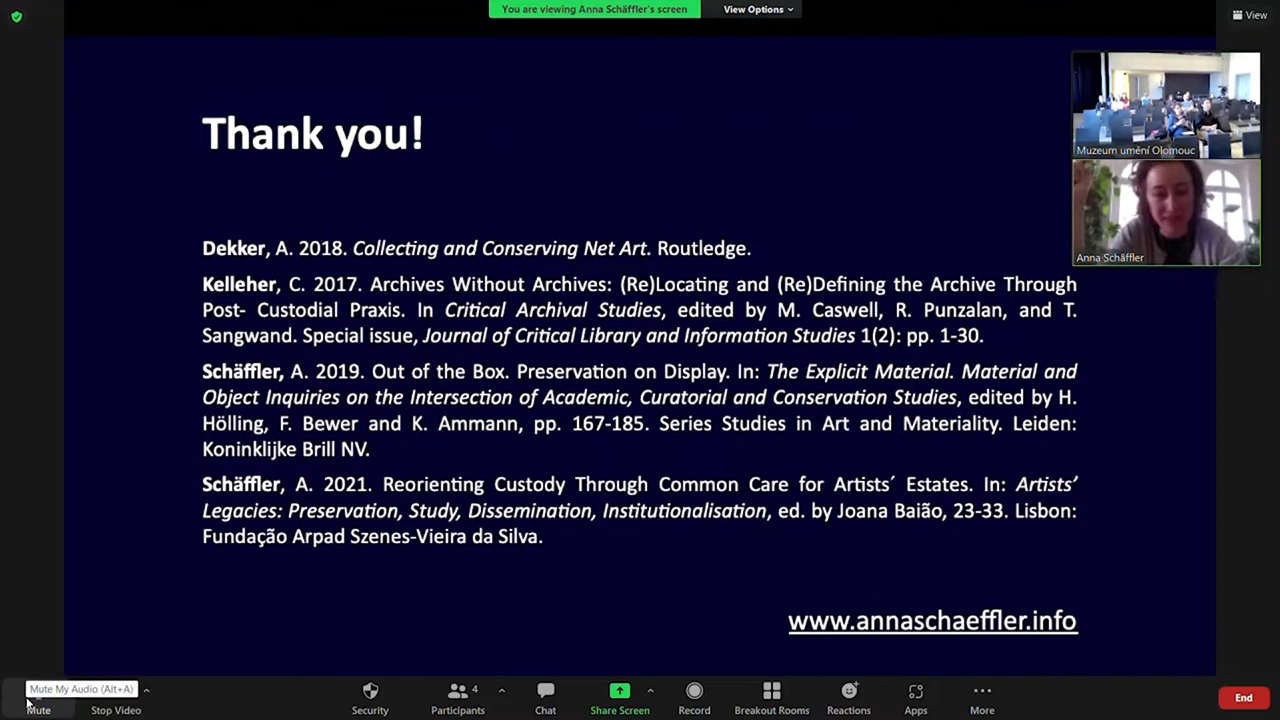 You are viewing Anna Schäffler's screen
View Options
View
Thank you!
Muzeum umění Olomouc
Anna Schäffler
Dekker, A. 2018. Collecting and Conserving Net Art. Routledge.
Kelleher, C. 2017. Archives Without Archives: (Re)Locating and (Re)Defining the Archive Through
Post- Custodial Praxis. In Critical Archival Studies, edited by M. Caswell, R. Punzalan, and T.
Sangwand. Special issue, Journal of Critical Library and Information Studies 1(2): pp. 1-30.
Schäffler, A. 2019. Out of the Box. Preservation on Display. In: The Explicit Material. Material and
Object Inquiries on the Intersection of Academic, Curatorial and Conservation Studies, edited by H.
Hölling, F. Bewer and K. Ammann, pp. 167-185. Series Studies in Art and Materiality. Leiden:
Koninklijke Brill NV.
Schäffler, A. 2021. Reorienting Custody Through Common Care for Artists´ Estates. In: Artists’
Legacies: Preservation, Study, Dissemination, Institutionalisation, ed. by Joana Baião, 23-33. Lisbon:
Fundação Arpad Szenes-Vieira da Silva.
www.annaschaeffler.info
Mute My Audio (Alt+A)
4
Mute
Stop Video
Security
Participants
Chat
Share Screen
Record
Breakout Rooms
Reactions
Apps
More
End